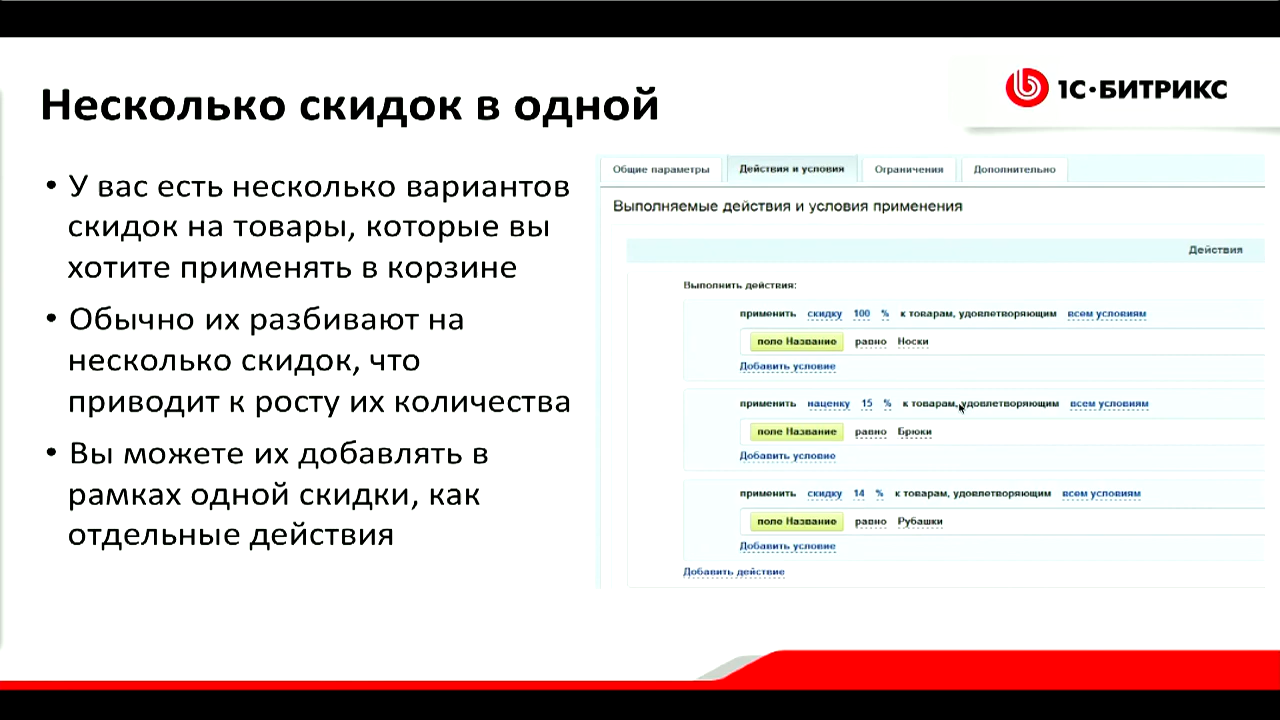 Несколько скидок в одной
1С·БИТРИКС
• У вас есть несколько вариантов
скидок на товары, которые вы
хотите применять в корзине
• Обычно их разбивают на
несколько скидок, что
приводит к росту их количества
• Вы можете их добавлять в
рамках одной скидки, как
отдельные действия
Общие параметры Действия и условия Ограничения Дополнительно
Выполняемые действия и условия применения
Действия
Выполнить действия:
применить скидку 100 % к товарам, удовлетворяющим всем условиям
поле Название равно Носки
Добавить условие
применить наценку 15 % к товарам, удовлетворяющим всем условиям
поле Название равно Брюки
Добавить условие
применить скидку 14 % к товарам, удовлетворяющим всем условиям
поле Название равно Рубашки
Добавить условие
Добавить действие